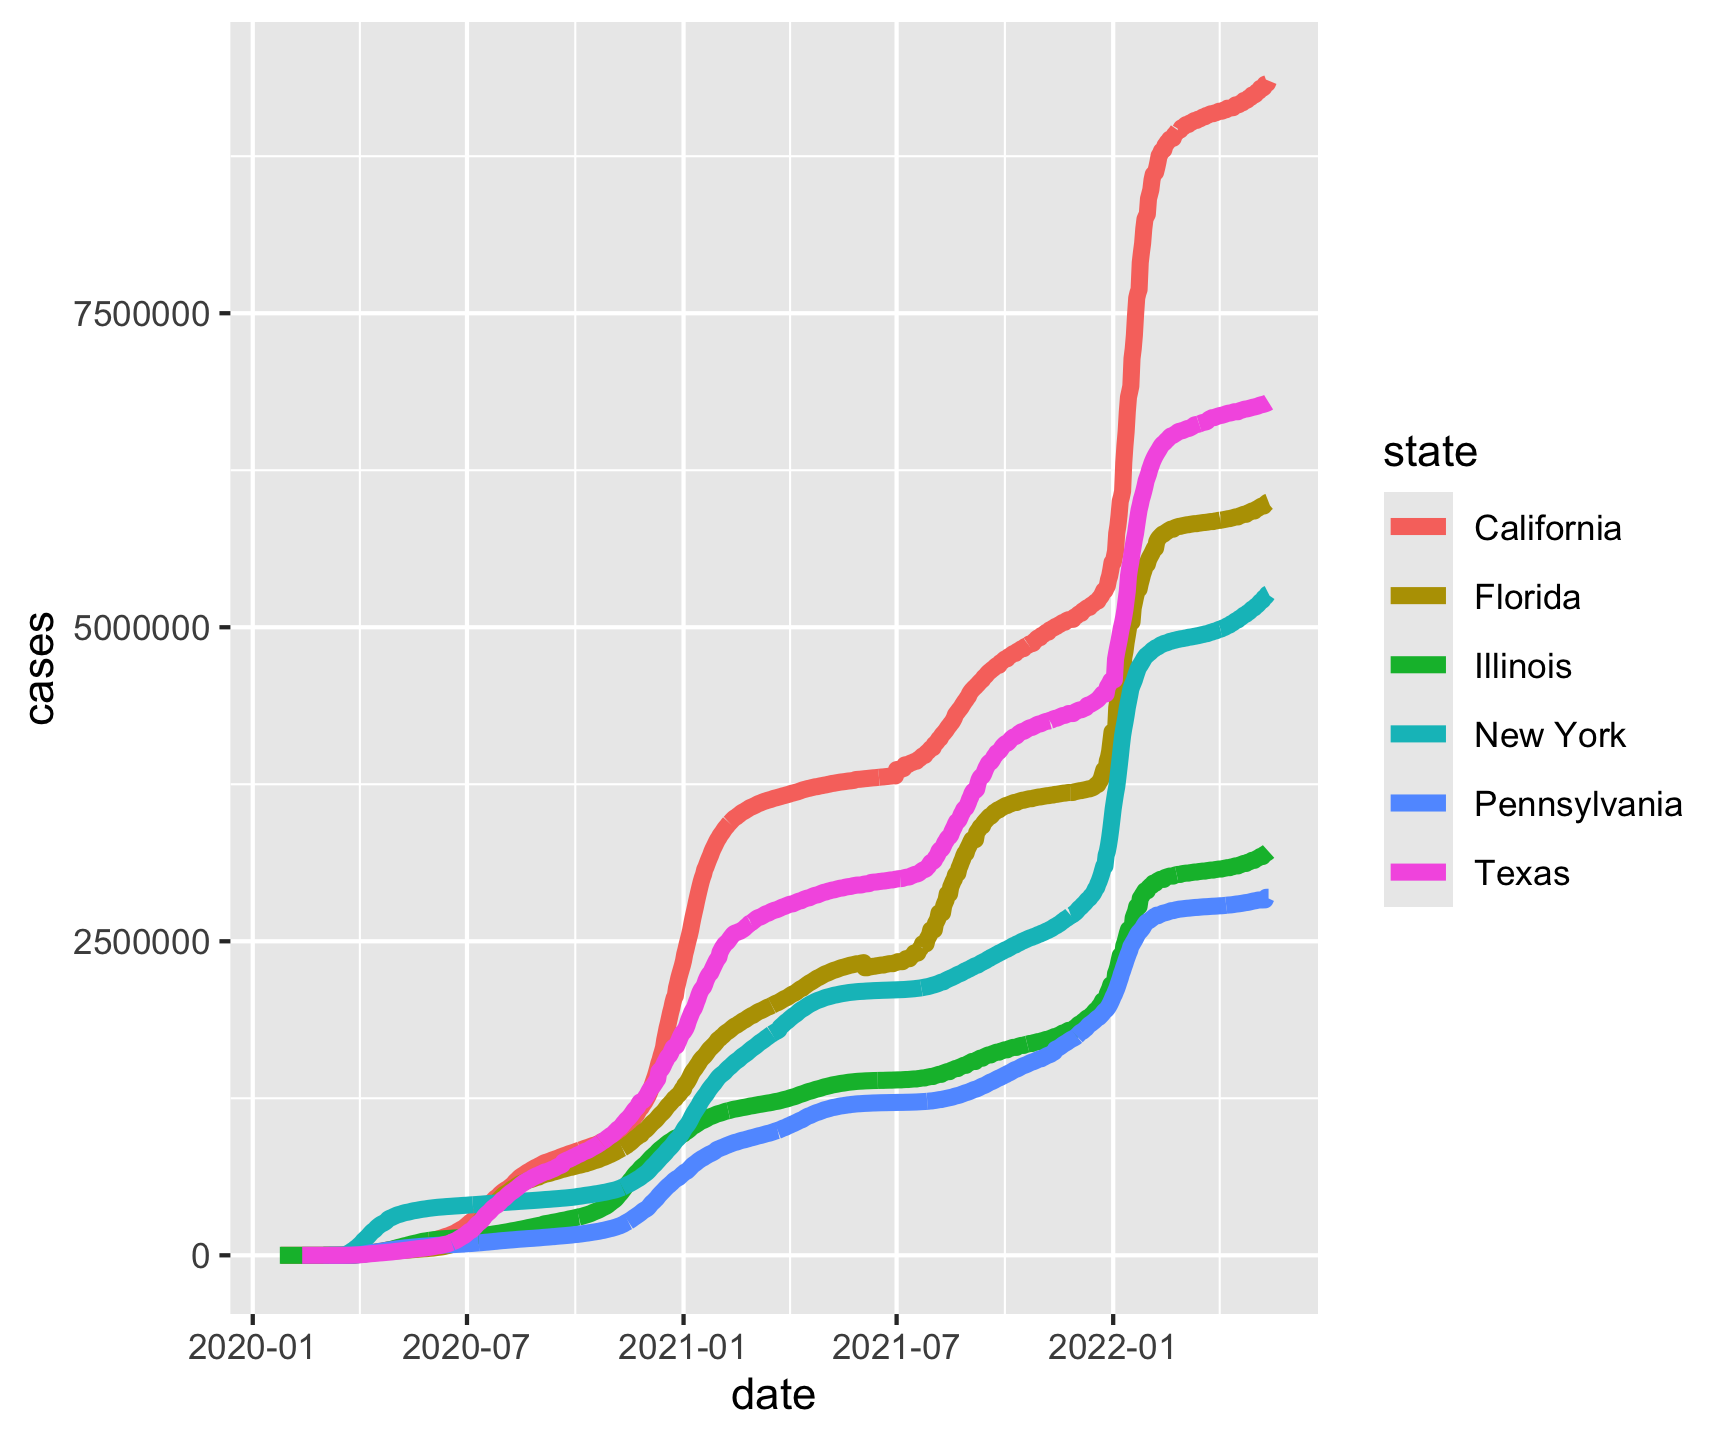 7500000
5000000
2500000
0
cases
2020-01
2020-07
2021-01
2021-07
2022-01
date
state
California
Florida
Illinois
New York
Pennsylvania
Texas